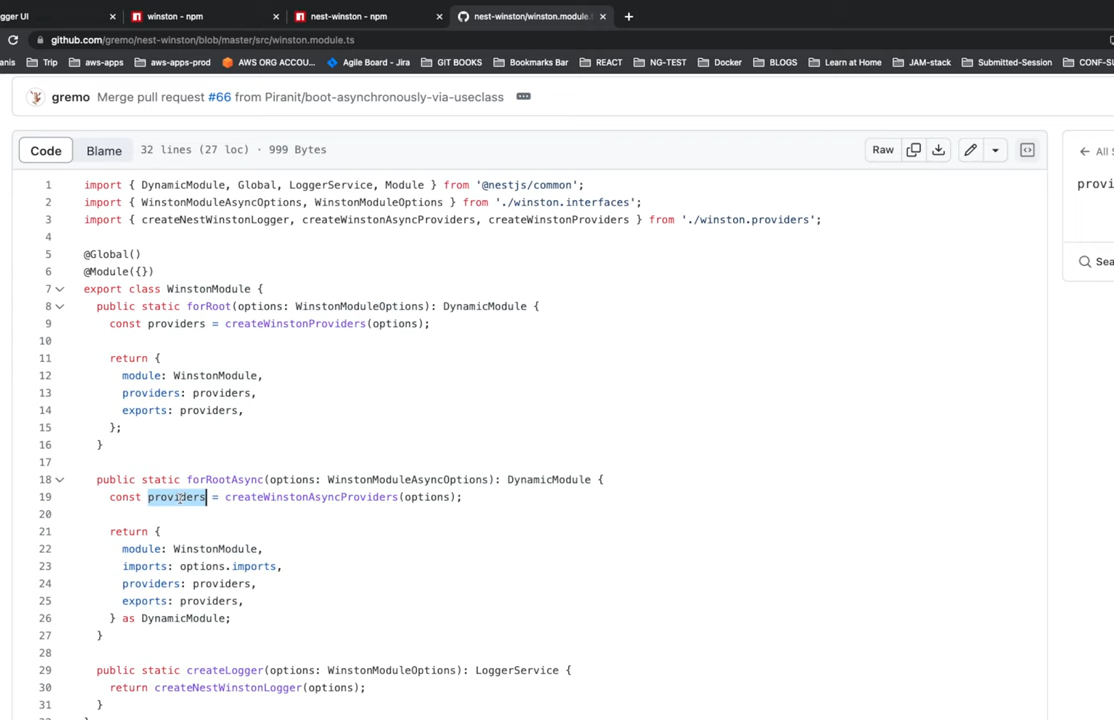 gger UI
winston - npm
nest-winston - npm
nest-winston/winston.module.t
github.com/gremo/nest-winston/blob/master/src/winston.module.ts
anis Trip aws-apps aws-apps-prod AWS ORG ACCOU... Agile Board - Jira GIT BOOKS Bookmarks Bar REACT NG-TEST Docker BLOGS Learn at Home JAM-stack Submitted-Session CONF-SU
gremo Merge pull request #66 from Piranit/boot-asynchronously-via-useclass
Code Blame 32 lines (27 loc) · 999 Bytes Raw
All S
provi
Sea
1 import { DynamicModule, Global, LoggerService, Module } from '@nestjs/common';
2 import { WinstonModuleAsyncOptions, WinstonModuleOptions } from './winston.interfaces';
3 import { createNestWinstonLogger, createWinstonAsyncProviders, createWinstonProviders } from './winston.providers';
4
5 @Global()
6 @Module({})
7 export class WinstonModule {
8 public static forRoot(options: WinstonModuleOptions): DynamicModule {
9 const providers = createWinstonProviders(options);
10
11 return {
12 module: WinstonModule,
13 providers: providers,
14 exports: providers,
15 };
16 }
17
18 public static forRootAsync(options: WinstonModuleAsyncOptions): DynamicModule {
19 const providers = createWinstonAsyncProviders(options);
20
21 return {
22 module: WinstonModule,
23 imports: options.imports,
24 providers: providers,
25 exports: providers,
26 } as DynamicModule;
27 }
28
29 public static createLogger(options: WinstonModuleOptions): LoggerService {
30 return createNestWinstonLogger(options);
31 }